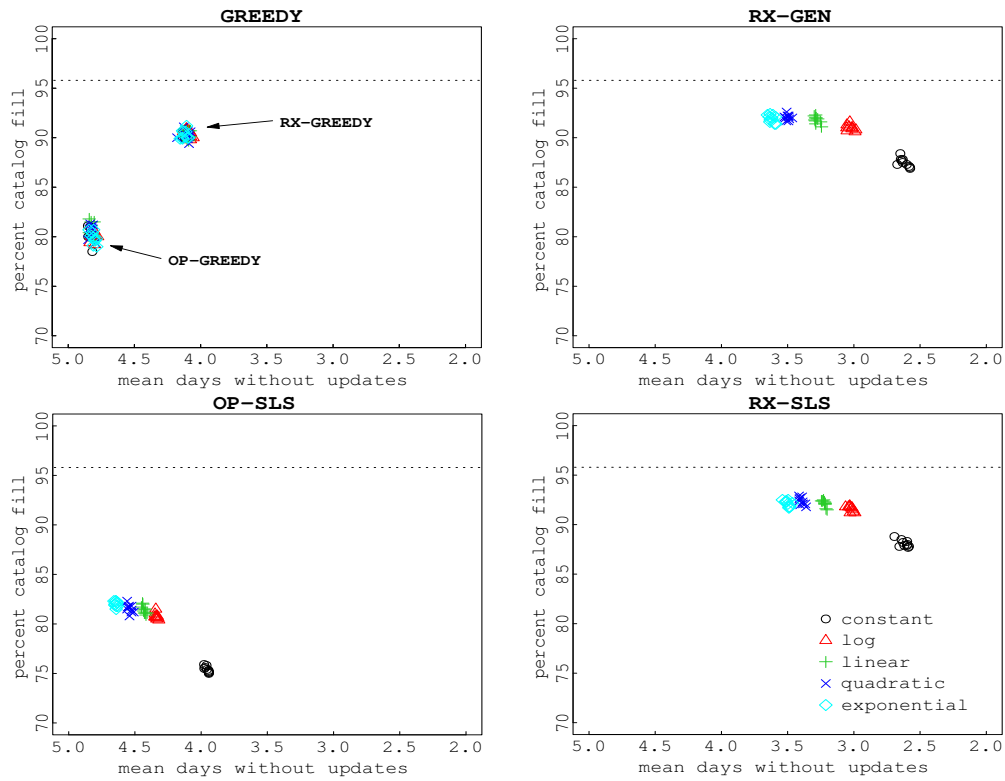 GREEDY
percent catalog fill
70 75 80 85 90 95 100
RX-GREEDY
OP-GREEDY
5.0 4.5 4.0 3.5 3.0 2.5 2.0
mean days without updates
RX-GEN
percent catalog fill
70 75 80 85 90 95 100
5.0 4.5 4.0 3.5 3.0 2.5 2.0
mean days without updates
OP-SLS
percent catalog fill
70 75 80 85 90 95 100
5.0 4.5 4.0 3.5 3.0 2.5 2.0
mean days without updates
RX-SLS
percent catalog fill
70 75 80 85 90 95 100
constant
log
linear
quadratic
exponential
5.0 4.5 4.0 3.5 3.0 2.5 2.0
mean days without updates